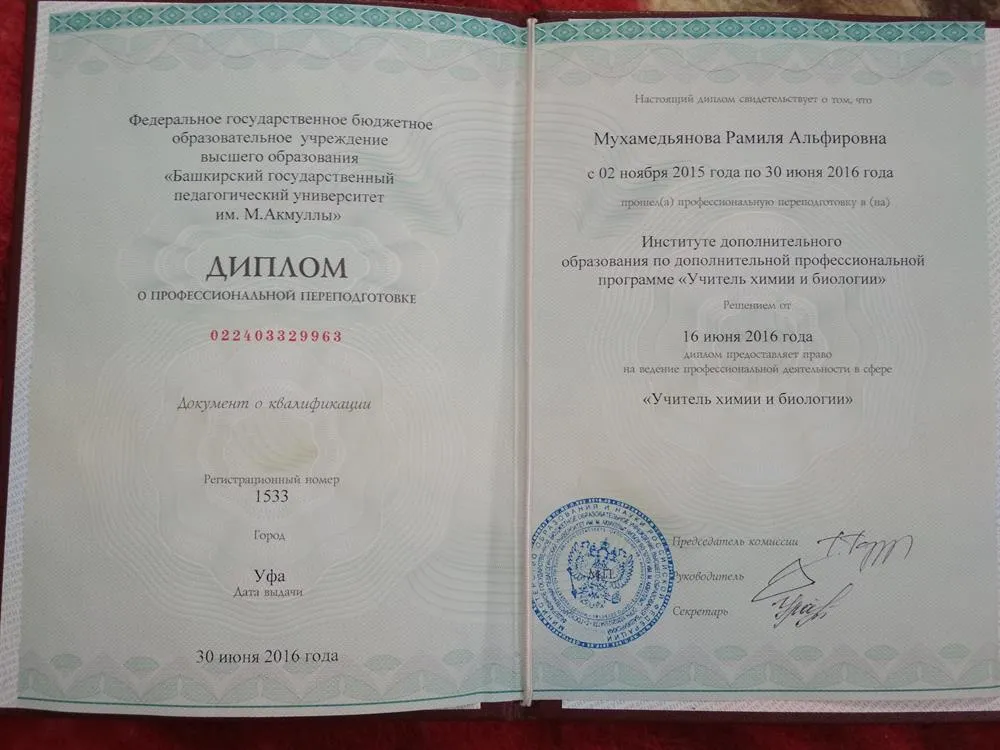 Федеральное государственное бюджетное
образовательное учреждение
высшего образования
«Башкирский государственный
педагогический университет
им. М.Акмуллы»
ДИПЛОМ
О ПРОФЕССИОНАЛЬНОЙ ПЕРЕПОДГОТОВКЕ
022403329963
Документ о квалификации
Регистрационный номер
1533
Город
Уфа
Дата выдачи
30 июня 2016 года
Настоящий диплом свидетельствует о том, что
Мухамедьянова Рамиля Альфировна
с 02 ноября 2015 года по 30 июня 2016 года
прошел(а) профессиональную переподготовку в (на)
Институте дополнительного
образования по дополнительной профессиональной
программе «Учитель химии и биологии»
Решением от
16 июня 2016 года
диплом предоставляет право
на ведение профессиональной деятельности в сфере
«Учитель химии и биологии»
Председатель комиссии
М.П.
Руководитель
Секретарь